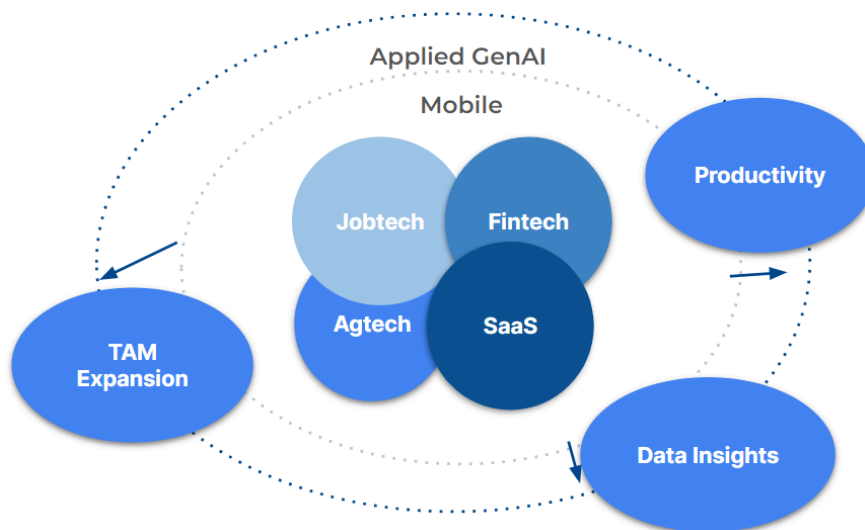 Applied GenAI
Mobile
Productivity
Jobtech
Fintech
Agtech
SaaS
TAM
Expansion
Data Insights